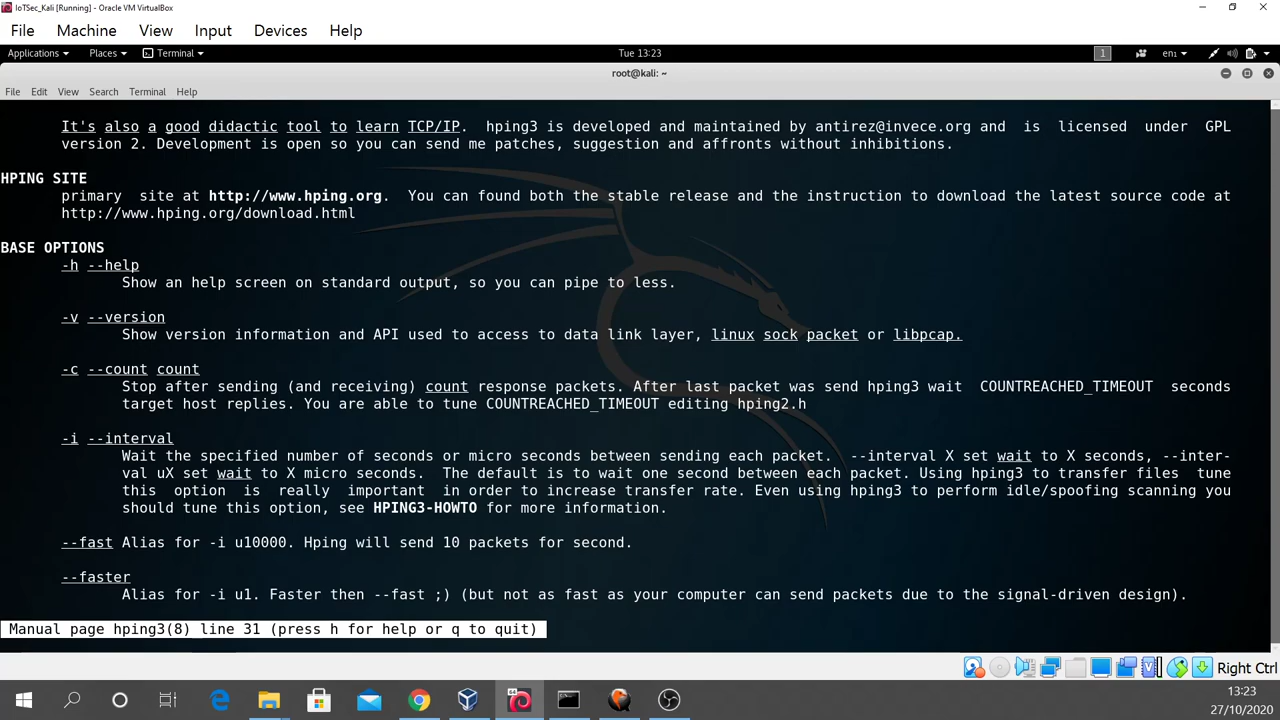 IoTSec_Kali [Running] - Oracle VM VirtualBox
File Machine View Input Devices Help
Applications Places Terminal Tue 13:23 1 en1
root@kali: ~
File Edit View Search Terminal Help
It's also a good didactic tool to learn TCP/IP. hping3 is developed and maintained by antirez@invece.org and is licensed under GPL
version 2. Development is open so you can send me patches, suggestion and affronts without inhibitions.
HPING SITE
primary site at http://www.hping.org. You can found both the stable release and the instruction to download the latest source code at
http://www.hping.org/download.html
BASE OPTIONS
-h --help
Show an help screen on standard output, so you can pipe to less.
-v --version
Show version information and API used to access to data link layer, linux sock packet or libpcap.
-c --count count
Stop after sending (and receiving) count response packets. After last packet was send hping3 wait COUNTREACHED_TIMEOUT seconds
target host replies. You are able to tune COUNTREACHED_TIMEOUT editing hping2.h
-i --interval
Wait the specified number of seconds or micro seconds between sending each packet. --interval X set wait to X seconds, --inter-
val uX set wait to X micro seconds. The default is to wait one second between each packet. Using hping3 to transfer files tune
this option is really important in order to increase transfer rate. Even using hping3 to perform idle/spoofing scanning you
should tune this option, see HPING3-HOWTO for more information.
--fast Alias for -i u10000. Hping will send 10 packets for second.
--faster
Alias for -i u1. Faster then --fast ;) (but not as fast as your computer can send packets due to the signal-driven design).
Manual page hping3(8) line 31 (press h for help or q to quit)
Right Ctrl
13:23
27/10/2020